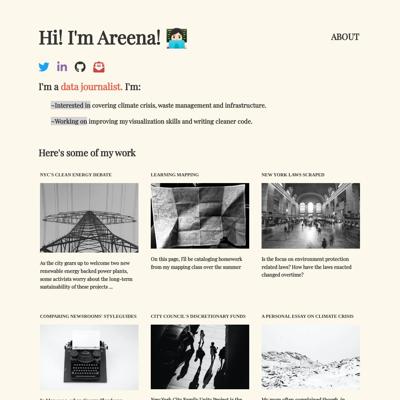 Hi! I'm Areena!
ABOUT
I'm a data journalist. I'm:
~Interested in covering climate crisis, waste management and infrastructure.
~Working on improving my visualization skills and writing cleaner code.
Here's some of my work
NYC'S CLEAN ENERGY DEBATE
As the city gears up to welcome two new
renewable energy backed power plants,
some activists worry about the long-term
sustainability of these projects ...
LEARNING MAPPING
On this page, I'll be cataloging homework
from my mapping class over the summer
NEW YORK LAWS SCRAPED
Is the focus on environment protection
related laws? How have the laws enacted
changed overtime?
COMPARING NEWSROOMS' STYLEGUIDES
CITY COUNCIL'S DISCRETIONARY FUNDS
A PERSONAL ESSAY ON CLIMATE CRISIS